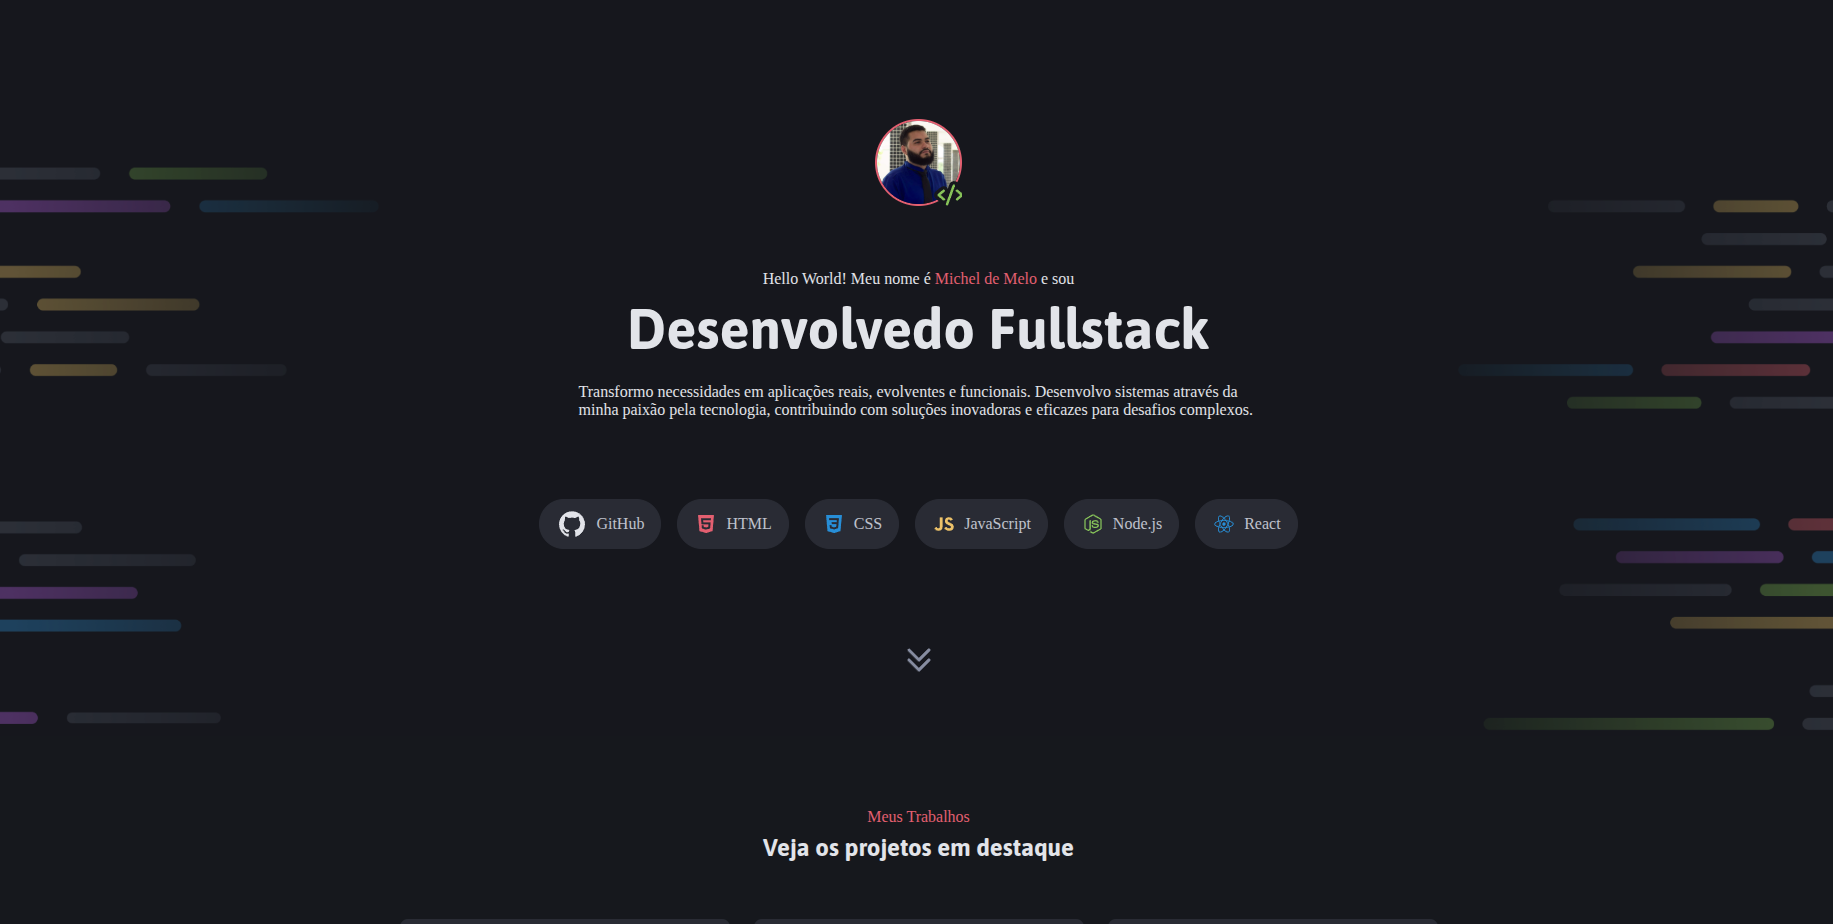 Hello World! Meu nome é Michel de Melo e sou
Desenvolvedo Fullstack
Transformo necessidades em aplicações reais, evolventes e funcionais. Desenvolvo sistemas através da
minha paixão pela tecnologia, contribuindo com soluções inovadoras e eficazes para desafios complexos.
GitHub
HTML
CSS
JS JavaScript
Node.js
React
Meus Trabalhos
Veja os projetos em destaque